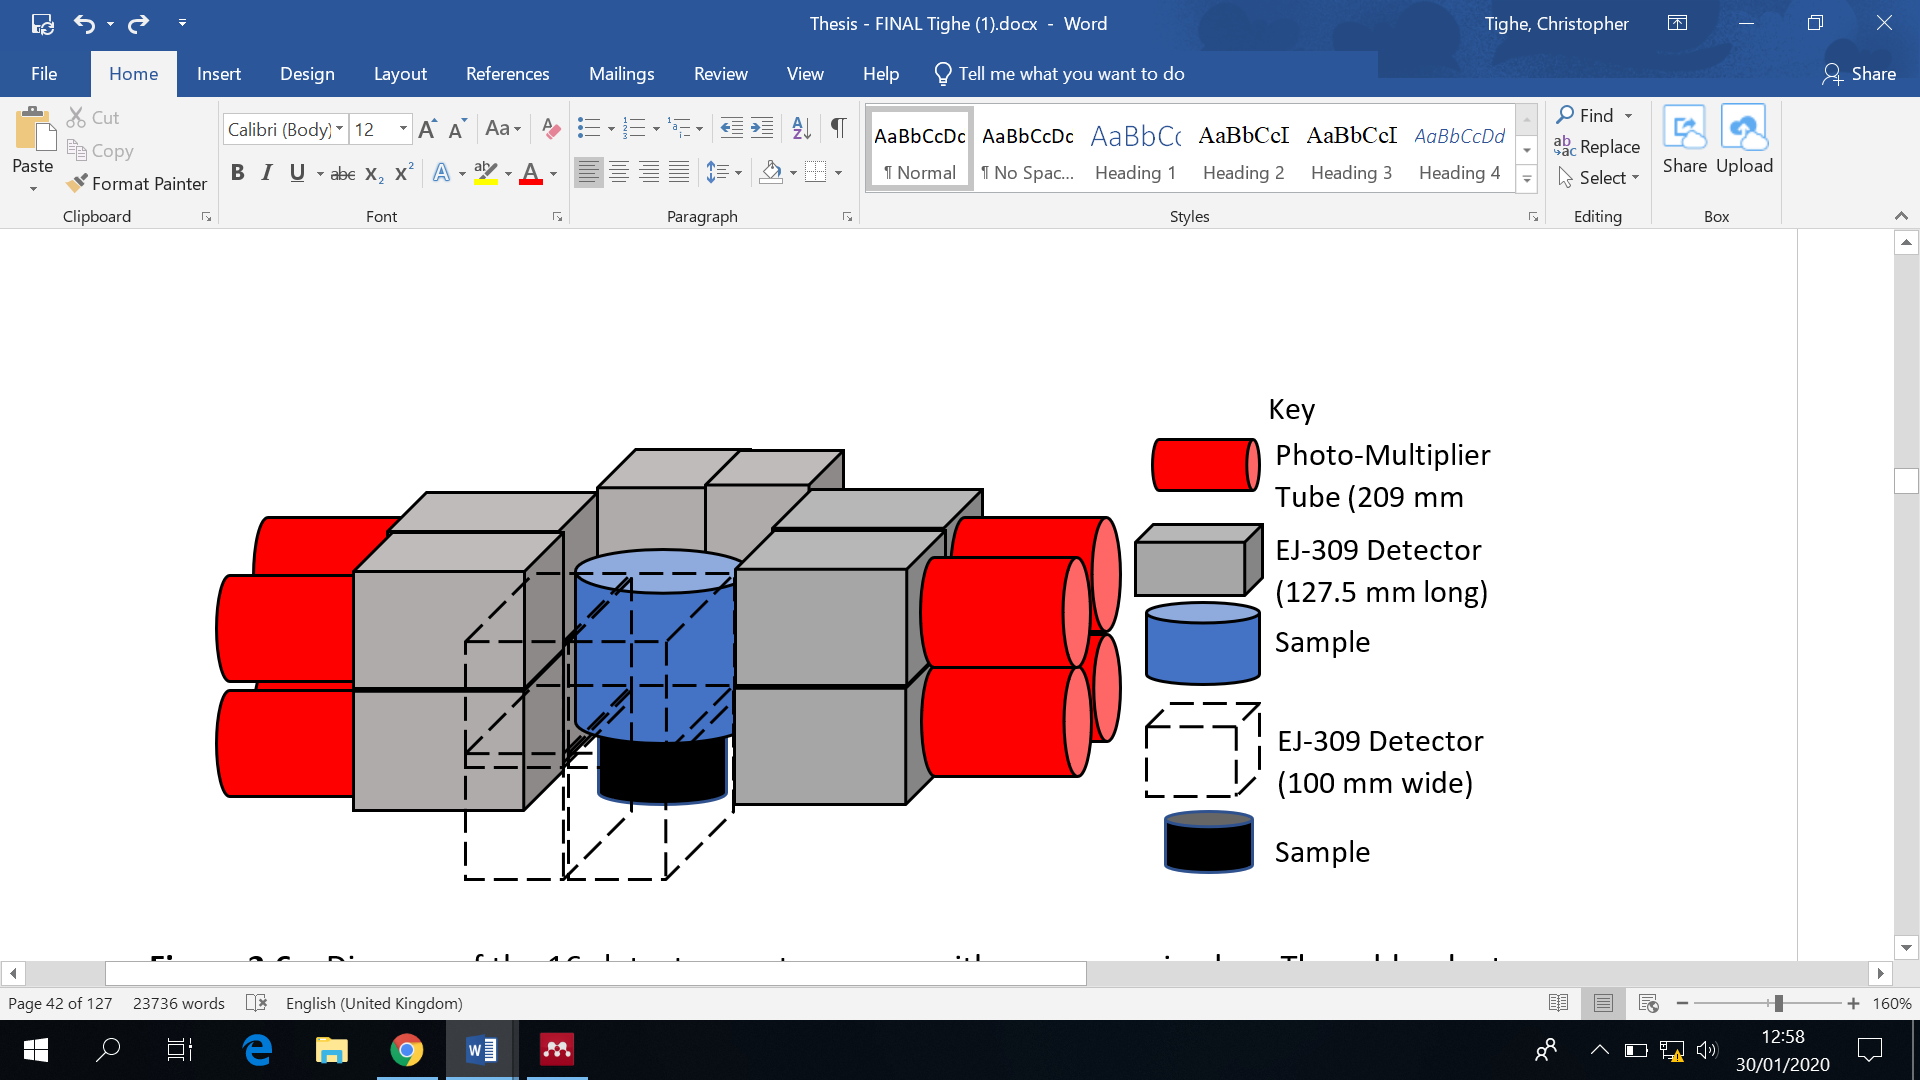 Thesis - FINAL Tighe (1).docx - Word
Tighe, Christopher
File Home Insert Design Layout References Mailings Review View Help Tell me what you want to do Share
Paste
Cut
Copy
Format Painter
Clipboard
Calibri (Body) 12
Font
Paragraph
AaBbCcDc AaBbCcDc AaBbCc AaBbCcI AaBbCcI AaBbCcDd
¶ Normal ¶ No Spac... Heading 1 Heading 2 Heading 3 Heading 4
Styles
Find
Replace
Select
Editing
Share Upload
Box
Key
Photo-Multiplier
Tube (209 mm
EJ-309 Detector
(127.5 mm long)
Sample
EJ-309 Detector
(100 mm wide)
Sample
Page 42 of 127 23736 words English (United Kingdom) 160%
12:58
30/01/2020